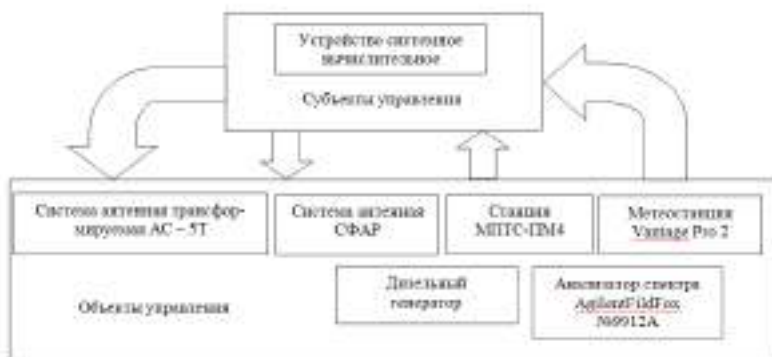 Устройство системное
вычислительное
Субъекты управления
Система антенная трансфор-
мируемая АС – 5Т
Система антенная
СФАР
Станция
МПТС-ПМ4
Метеостанция
Vantage Pro 2
Дизельный
генератор
Анализатор спектра
AgilentFildFox
№9912A
Объекты управления